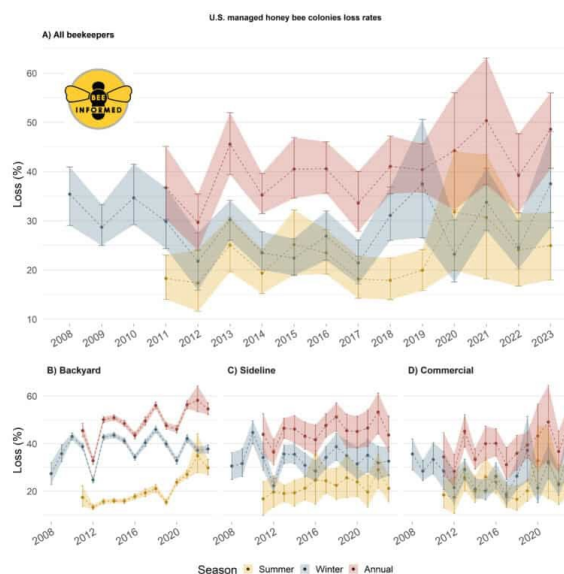 U.S. managed honey bee colonies loss rates
A) All beekeepers
BEE
INFORMED
Loss (%)
60
50
40
30
20
10
2008 2009 2010 2011 2012 2013 2014 2015 2016 2017 2018 2019 2020 2021 2022 2023
B) Backyard C) Sideline D) Commercial
Loss (%)
60
40
20
2008 2012 2016 2020 2008 2012 2016 2020 2008 2012 2016 2020
Season Summer Winter Annual